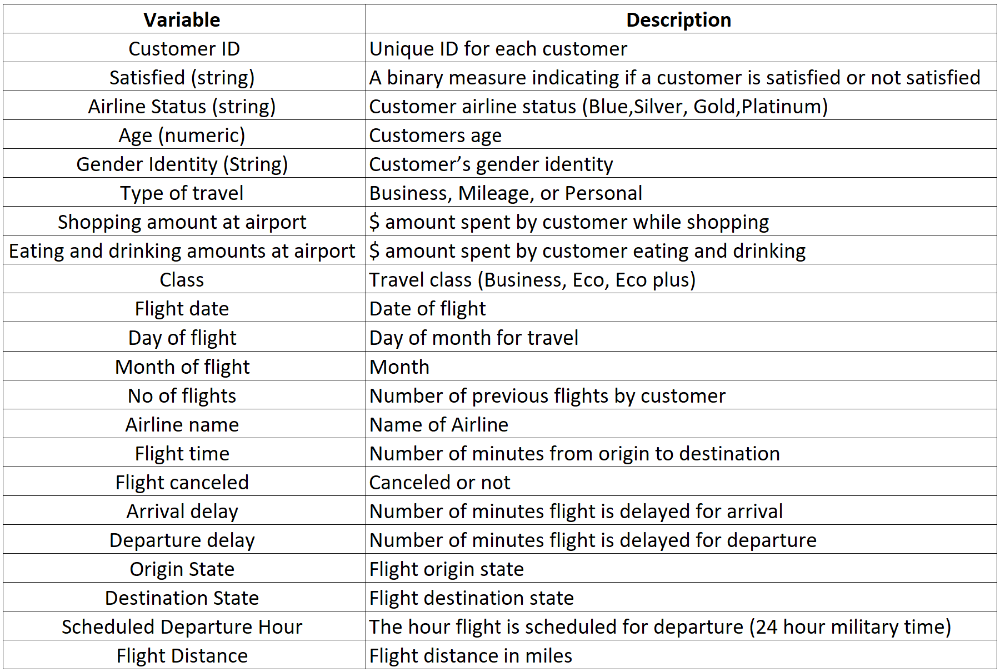 Variable Description
Customer ID Unique ID for each customer
Satisfied (string) A binary measure indicating if a customer is satisfied or not satisfied
Airline Status (string) Customer airline status (Blue,Silver, Gold,Platinum)
Age (numeric) Customers age
Gender Identity (String) Customer’s gender identity
Type of travel Business, Mileage, or Personal
Shopping amount at airport $ amount spent by customer while shopping
Eating and drinking amounts at airport $ amount spent by customer eating and drinking
Class Travel class (Business, Eco, Eco plus)
Flight date Date of flight
Day of flight Day of month for travel
Month of flight Month
No of flights Number of previous flights by customer
Airline name Name of Airline
Flight time Number of minutes from origin to destination
Flight canceled Canceled or not
Arrival delay Number of minutes flight is delayed for arrival
Departure delay Number of minutes flight is delayed for departure
Origin State Flight origin state
Destination State Flight destination state
Scheduled Departure Hour The hour flight is scheduled for departure (24 hour military time)
Flight Distance Flight distance in miles